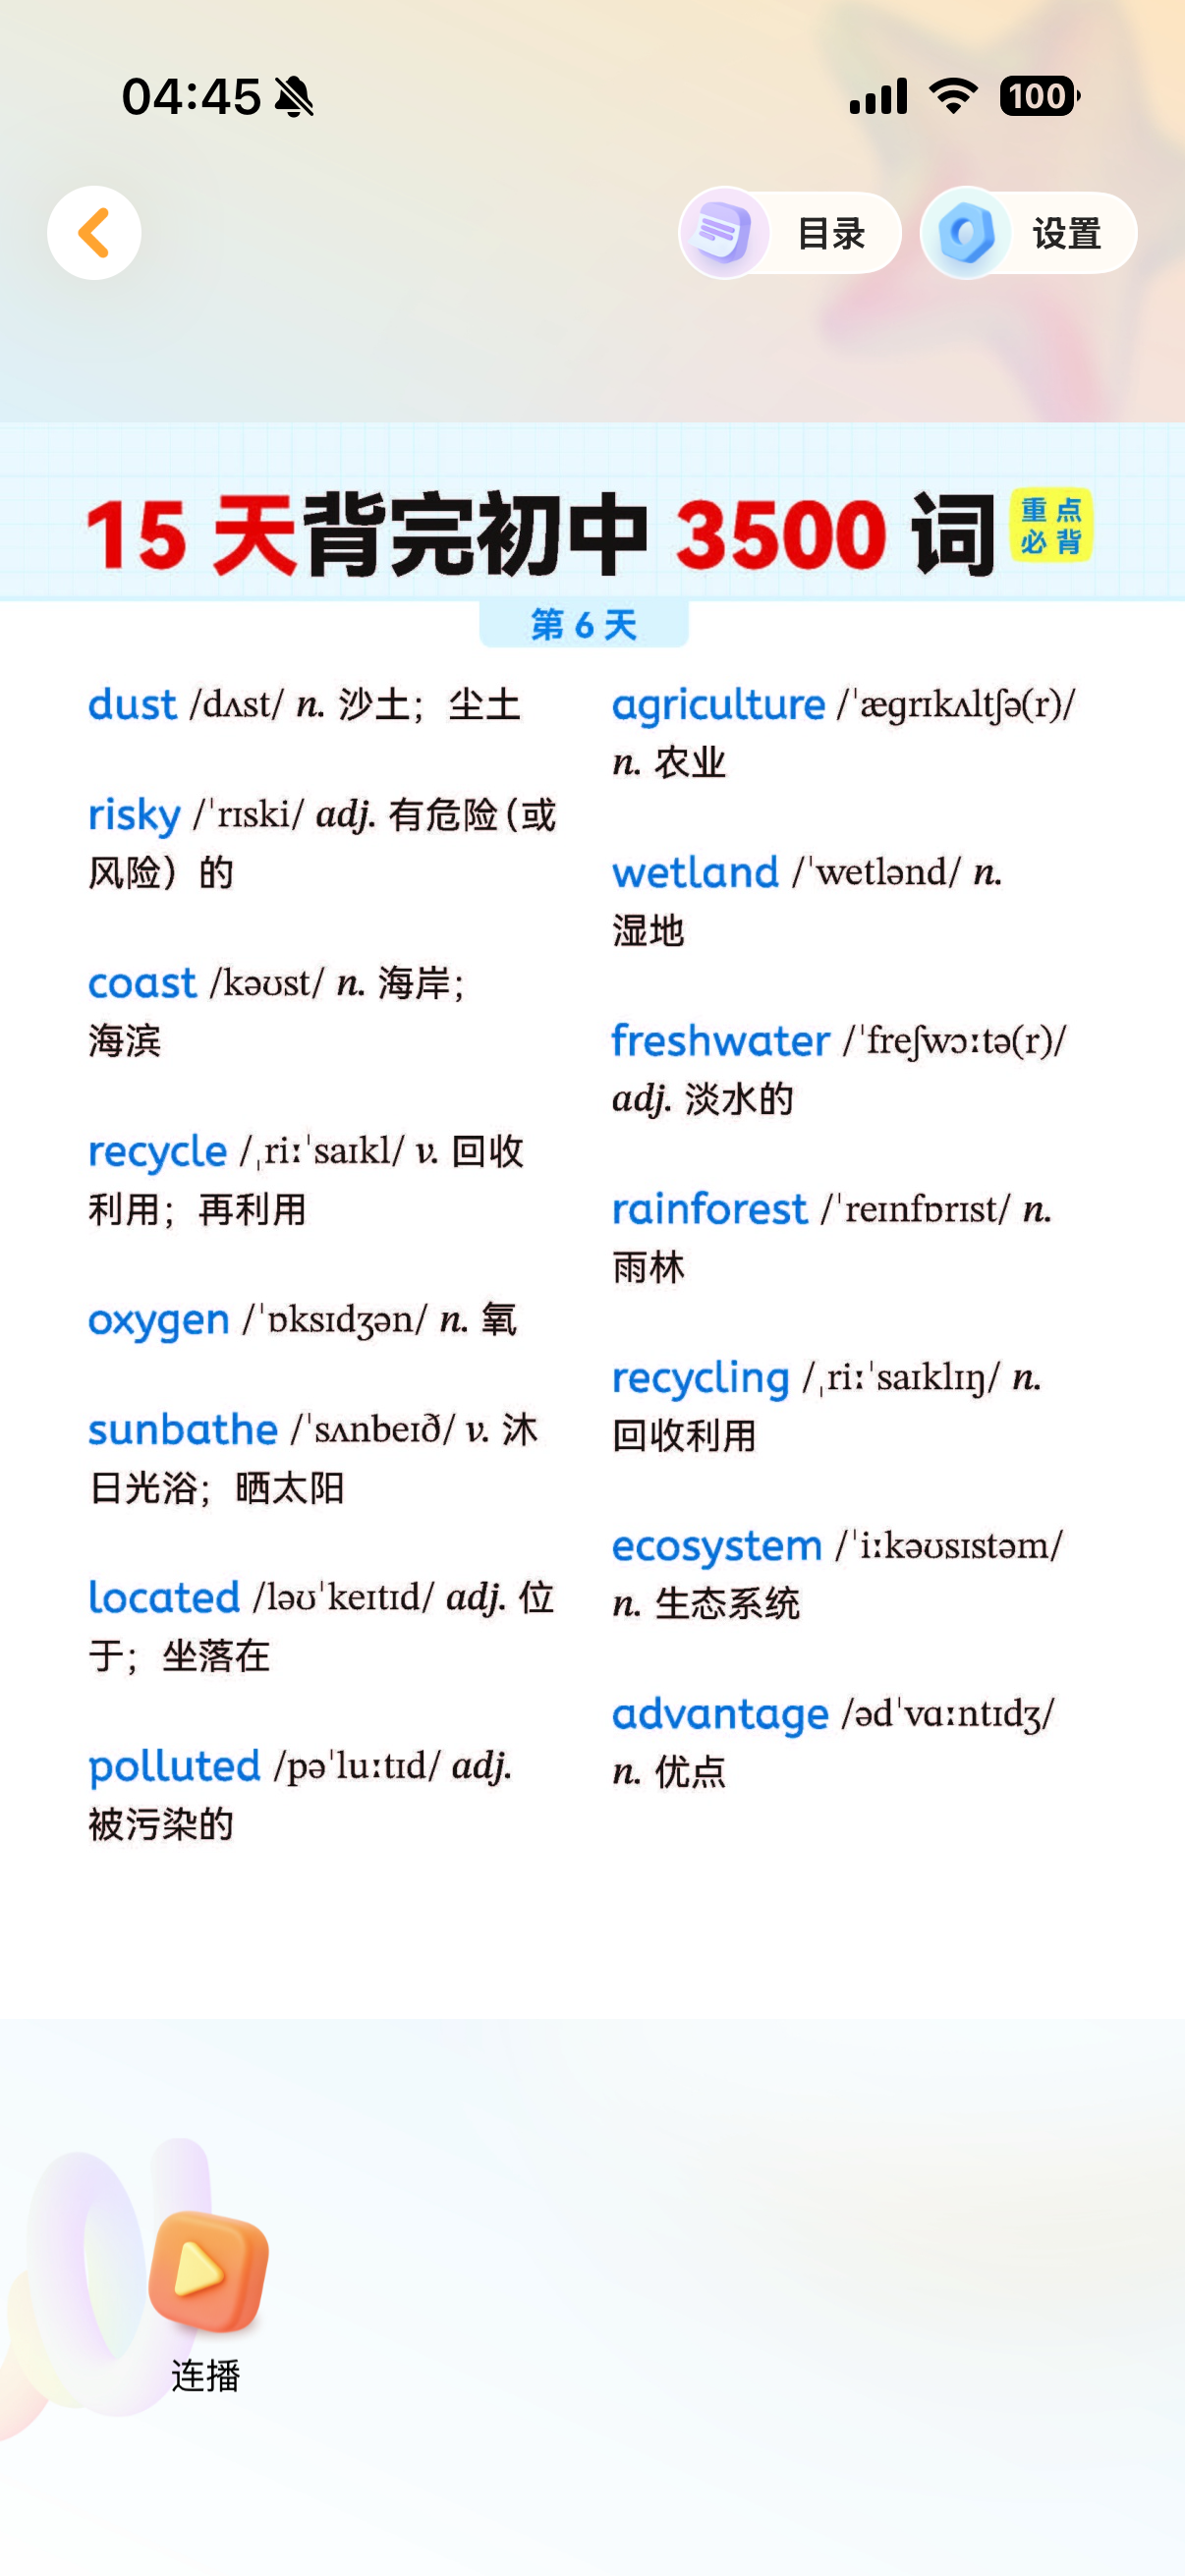 04:45
100
目录
设置
15 天背完初中 3500 词
重点
必背
第 6 天
dust /dʌst/ n. 沙土；尘土
risky /ˈrɪski/ adj. 有危险（或
风险）的
coast /kəʊst/ n. 海岸；
海滨
recycle /ˌriːˈsaɪkl/ v. 回收
利用；再利用
oxygen /ˈɒksɪdʒən/ n. 氧
sunbathe /ˈsʌnbeɪð/ v. 沐
日光浴；晒太阳
located /ləʊˈkeɪtɪd/ adj. 位
于；坐落在
polluted /pəˈluːtɪd/ adj.
被污染的
agriculture /ˈæɡrɪkʌltʃə(r)/
n. 农业
wetland /ˈwetlənd/ n.
湿地
freshwater /ˈfreʃwɔːtə(r)/
adj. 淡水的
rainforest /ˈreɪnfɒrɪst/ n.
雨林
recycling /ˌriːˈsaɪklɪŋ/ n.
回收利用
ecosystem /ˈiːkəʊsɪstəm/
n. 生态系统
advantage /ədˈvɑːntɪdʒ/
n. 优点
连播